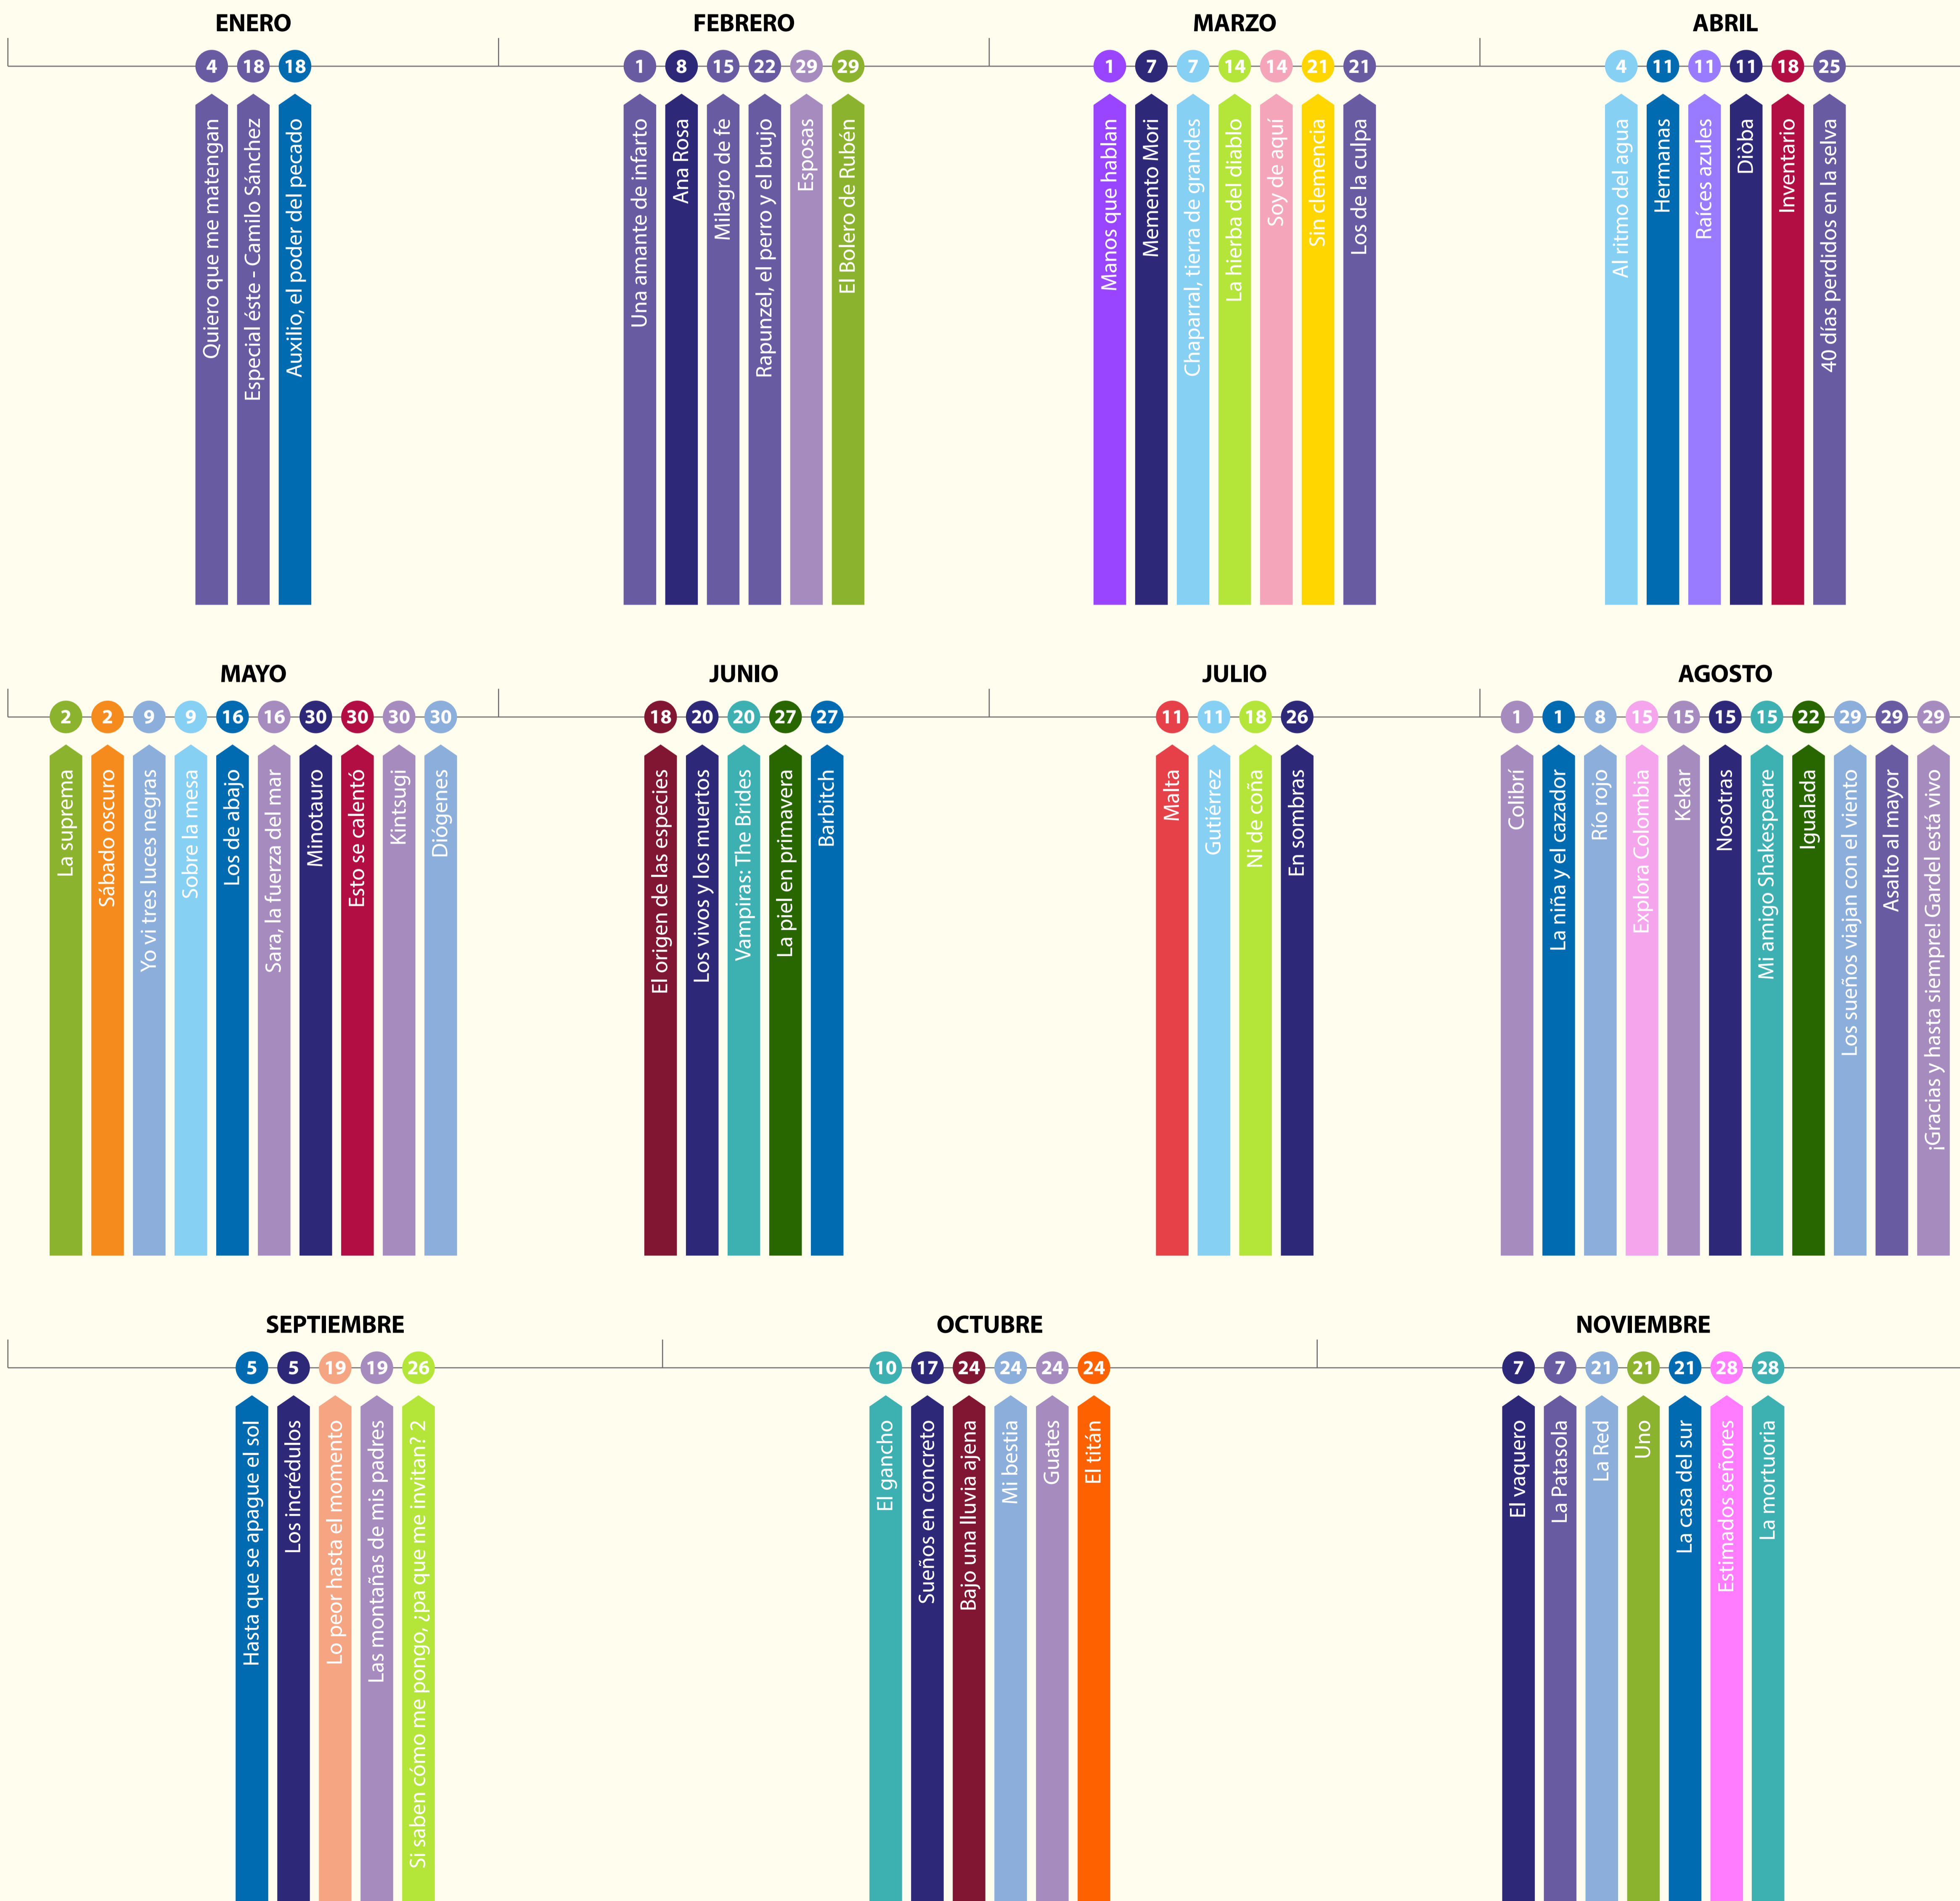 ENERO
4
Quiero que me matengan
18
Especial éste - Camilo Sánchez
18
Auxilio, el poder del pecado
FEBRERO
1
Una amante de infarto
8
Ana Rosa
15
Milagro de fe
22
Rapunzel, el perro y el brujo
29
Esposas
29
El Bolero de Rubén
MARZO
1
Manos que hablan
7
Memento Mori
7
Chaparral, tierra de grandes
14
La hierba del diablo
14
Soy de aquí
21
Sin clemencia
21
Los de la culpa
ABRIL
4
Al ritmo del agua
11
Hermanas
11
Raíces azules
11
Diòba
18
Inventario
25
40 días perdidos en la selva
MAYO
2
La suprema
2
Sábado oscuro
9
Yo vi tres luces negras
9
Sobre la mesa
16
Los de abajo
16
Sara, la fuerza del mar
30
Minotauro
30
Esto se calentó
30
Kintsugi
30
Diógenes
JUNIO
18
El origen de las especies
20
Los vivos y los muertos
20
Vampiras: The Brides
27
La piel en primavera
27
Barbitch
JULIO
11
Malta
11
Gutiérrez
18
Ni de coña
26
En sombras
AGOSTO
1
Colibrí
1
La niña y el cazador
8
Río rojo
15
Explora Colombia
15
Kekar
15
Nosotras
15
Mi amigo Shakespeare
22
Igualada
29
Los sueños viajan con el viento
29
Asalto al mayor
29
¡Gracias y hasta siempre! Gardel está vivo
SEPTIEMBRE
5
Hasta que se apague el sol
5
Los incrédulos
19
Lo peor hasta el momento
19
Las montañas de mis padres
26
Si saben cómo me pongo, ¿pa que me invitan? 2
OCTUBRE
10
El gancho
17
Sueños en concreto
24
Bajo una lluvia ajena
24
Mi bestia
24
Guates
24
El titán
NOVIEMBRE
7
El vaquero
7
La Patasola
21
La Red
21
Uno
21
La casa del sur
28
Estimados señores
28
La mortuoria